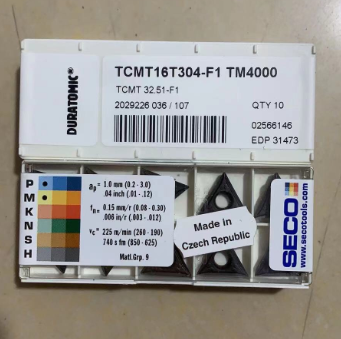 DURATOMIC®
TCMT16T304-F1 TM4000
TCMT 32.51-F1
2029226 036 / 107
QTY 10
02566146
EDP 31473
P
M
K
N
S
H
ap = 1.0 mm (0.2 - 3.0)
.04 inch (.01 - .12)
fn = 0.15 mm/r (0.08 - 0.30)
.006 in/r (.003 - .012)
vc = 225 m/min (260 - 190)
740 s fm (850 - 625)
Matl.Grp. 9
Made in
Czech Republic
SECO
www.secotools.com